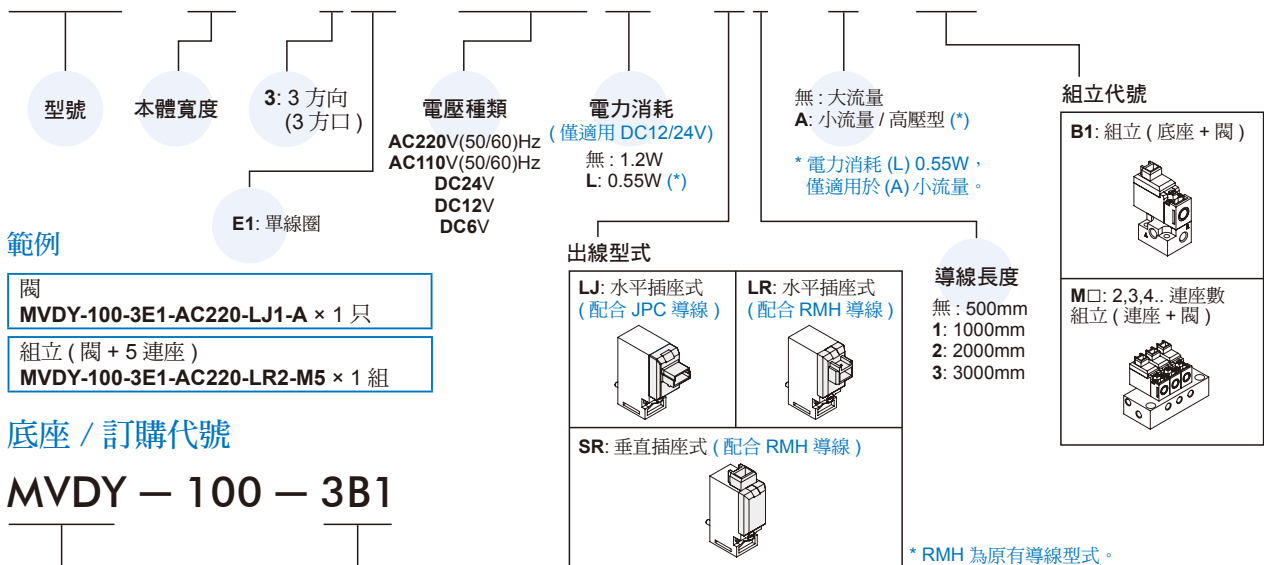 型號
本體寬度
3: 3 方向
(3 方口 )
E1: 單線圈
電壓種類
AC220V(50/60)Hz
AC110V(50/60)Hz
DC24V
DC12V
DC6V
電力消耗
( 僅適用 DC12/24V)
無 : 1.2W
L: 0.55W (*)
無 : 大流量
A: 小流量 / 高壓型 (*)
* 電力消耗 (L) 0.55W，
僅適用於 (A) 小流量。
組立代號
B1: 組立 ( 底座 + 閥 )
M□: 2,3,4.. 連座數
組立 ( 連座 + 閥 )
出線型式
LJ: 水平插座式
( 配合 JPC 導線 )
LR: 水平插座式
( 配合 RMH 導線 )
SR: 垂直插座式 ( 配合 RMH 導線 )
導線長度
無 : 500mm
1: 1000mm
2: 2000mm
3: 3000mm
* RMH 為原有導線型式。
範例
閥
MVDY-100-3E1-AC220-LJ1-A × 1 只
組立 ( 閥 + 5 連座 )
MVDY-100-3E1-AC220-LR2-M5 × 1 組
底座 / 訂購代號
MVDY — 100 — 3B1